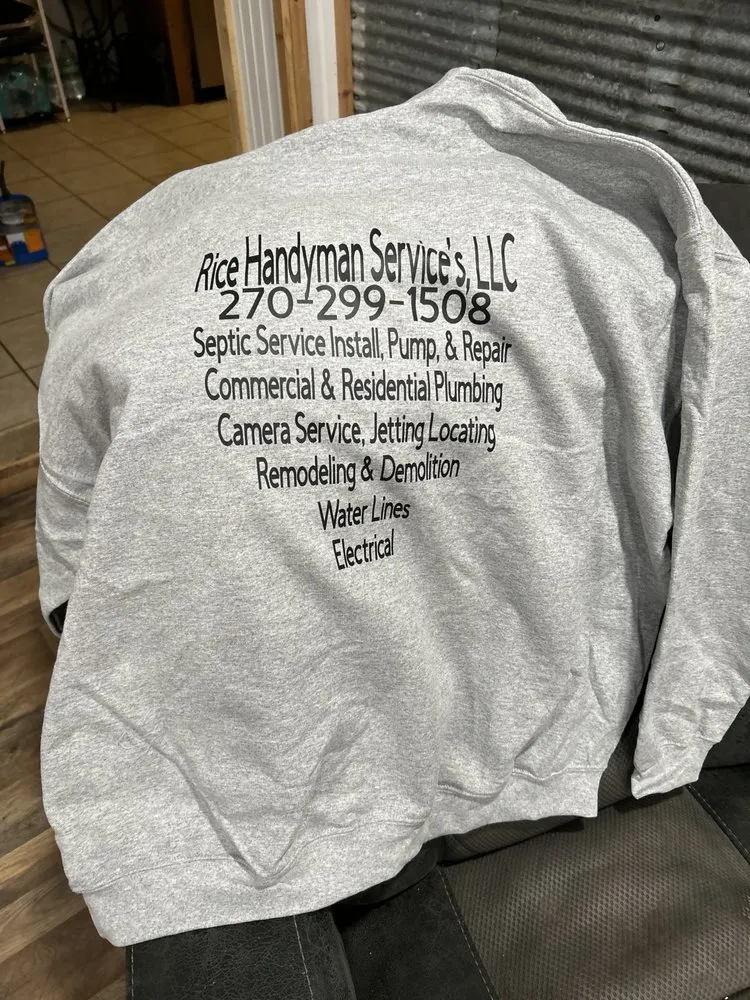 Rice Handyman Service's, LLC
270-299-1508
Septic Service Install, Pump, & Repair
Commercial & Residential Plumbing
Camera Service, Jetting Locating
Remodeling & Demolition
Water Lines
Electrical